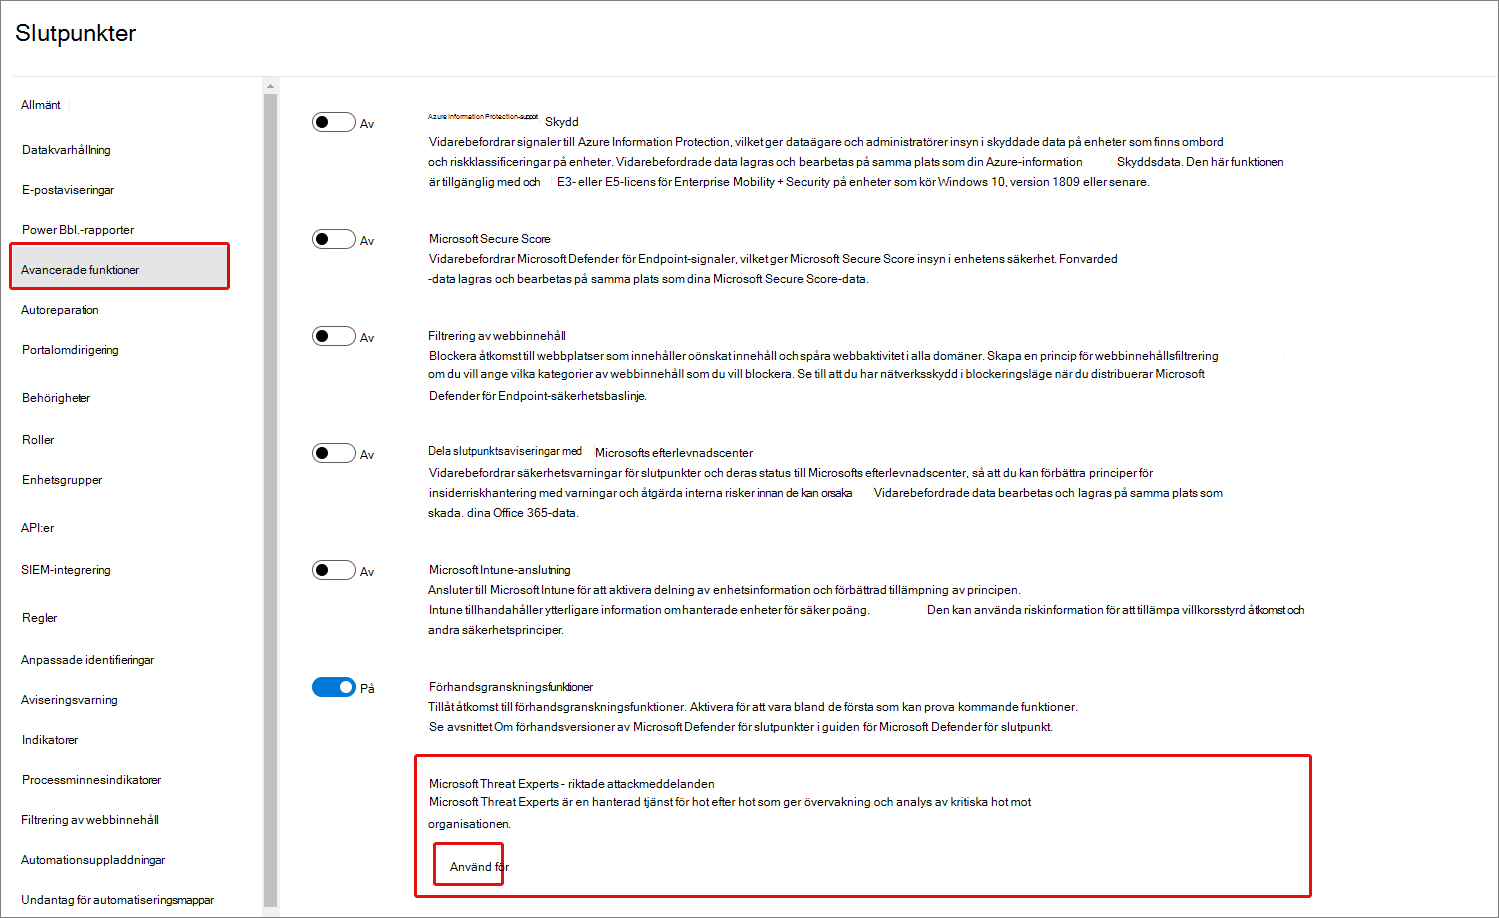 Slutpunkter
Allmänt
Datakvarhållning
E-postaviseringar
Power Bbl.-rapporter
Avancerade funktioner
Autoreparation
Portalomdirigering
Behörigheter
Roller
Enhetsgrupper
API:er
SIEM-integrering
Regler
Anpassade identifieringar
Aviseringsvarning
Indikatorer
Processminnesindikatorer
Filtrering av webbinnehåll
Automationsuppladdningar
Undantag för automatiseringsmappar
Av
Azure Information Protection-support Skydd
Vidarebefordrar signaler till Azure Information Protection, vilket ger dataägare och administratörer insyn i skyddade data på enheter som finns ombord
och riskklassificeringar på enheter. Vidarebefordrade data lagras och bearbetas på samma plats som din Azure-information Skyddsdata. Den här funktionen
är tillgänglig med och E3- eller E5-licens för Enterprise Mobility + Security på enheter som kör Windows 10, version 1809 eller senare.
Av
Microsoft Secure Score
Vidarebefordrar Microsoft Defender för Endpoint-signaler, vilket ger Microsoft Secure Score insyn i enhetens säkerhet. Fonvarded
-data lagras och bearbetas på samma plats som dina Microsoft Secure Score-data.
Av
Filtrering av webbinnehåll
Blockera åtkomst till webbplatser som innehåller oönskat innehåll och spåra webbaktivitet i alla domäner. Skapa en princip för webbinnehållsfiltrering
om du vill ange vilka kategorier av webbinnehåll som du vill blockera. Se till att du har nätverksskydd i blockeringsläge när du distribuerar Microsoft
Defender för Endpoint-säkerhetsbaslinje.
Av
Dela slutpunktsaviseringar med Microsofts efterlevnadscenter
Vidarebefordrar säkerhetsvarningar för slutpunkter och deras status till Microsofts efterlevnadscenter, så att du kan förbättra principer för
insiderriskhantering med varningar och åtgärda interna risker innan de kan orsaka Vidarebefordrade data bearbetas och lagras på samma plats som
skada. dina Office 365-data.
Av
Microsoft Intune-anslutning
Ansluter till Microsoft Intune för att aktivera delning av enhetsinformation och förbättrad tillämpning av principen.
Intune tillhandahåller ytterligare information om hanterade enheter för säker poäng. Den kan använda riskinformation för att tillämpa villkorsstyrd åtkomst och
andra säkerhetsprinciper.
På
Förhandsgranskningsfunktioner
Tillåt åtkomst till förhandsgranskningsfunktioner. Aktivera för att vara bland de första som kan prova kommande funktioner.
Se avsnittet Om förhandsversioner av Microsoft Defender för slutpunkter i guiden för Microsoft Defender för slutpunkt.
Microsoft Threat Experts - riktade attackmeddelanden
Microsoft Threat Experts är en hanterad tjänst för hot efter hot som ger övervakning och analys av kritiska hot mot
organisationen.
Använd för